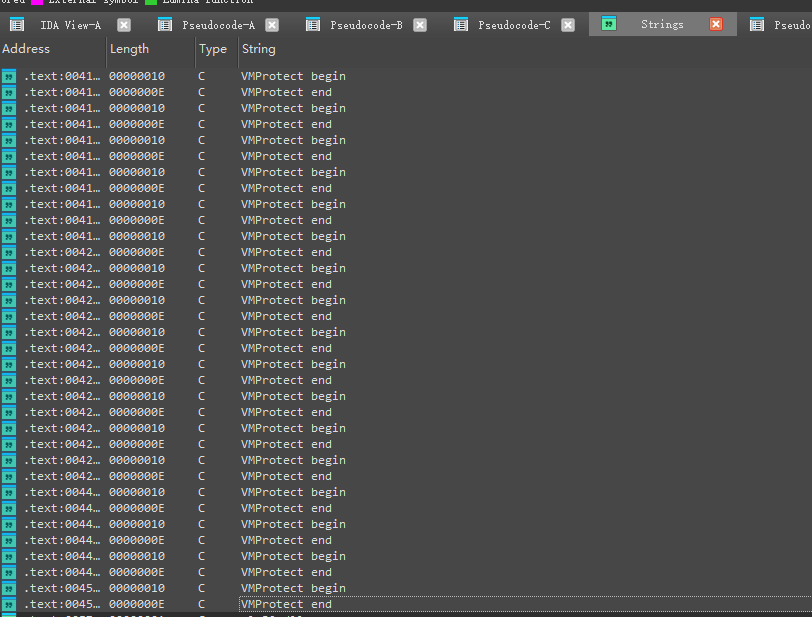 External symbol Lumina function
IDA View-A Pseudocode-A Pseudocode-B Pseudocode-C Strings Pseudo
Address Length Type String
.text:0041… 00000010 C VMProtect begin
.text:0041… 0000000E C VMProtect end
.text:0041… 00000010 C VMProtect begin
.text:0041… 0000000E C VMProtect end
.text:0041… 00000010 C VMProtect begin
.text:0041… 0000000E C VMProtect end
.text:0041… 00000010 C VMProtect begin
.text:0041… 0000000E C VMProtect end
.text:0041… 00000010 C VMProtect begin
.text:0041… 0000000E C VMProtect end
.text:0041… 00000010 C VMProtect begin
.text:0042… 0000000E C VMProtect end
.text:0042… 00000010 C VMProtect begin
.text:0042… 0000000E C VMProtect end
.text:0042… 00000010 C VMProtect begin
.text:0042… 0000000E C VMProtect end
.text:0042… 00000010 C VMProtect begin
.text:0042… 0000000E C VMProtect end
.text:0042… 00000010 C VMProtect begin
.text:0042… 0000000E C VMProtect end
.text:0042… 00000010 C VMProtect begin
.text:0042… 0000000E C VMProtect end
.text:0042… 00000010 C VMProtect begin
.text:0042… 0000000E C VMProtect end
.text:0042… 00000010 C VMProtect begin
.text:0042… 0000000E C VMProtect end
.text:0044… 00000010 C VMProtect begin
.text:0044… 0000000E C VMProtect end
.text:0044… 00000010 C VMProtect begin
.text:0044… 0000000E C VMProtect end
.text:0044… 00000010 C VMProtect begin
.text:0044… 0000000E C VMProtect end
.text:0045… 00000010 C VMProtect begin
.text:0045… 0000000E C VMProtect end